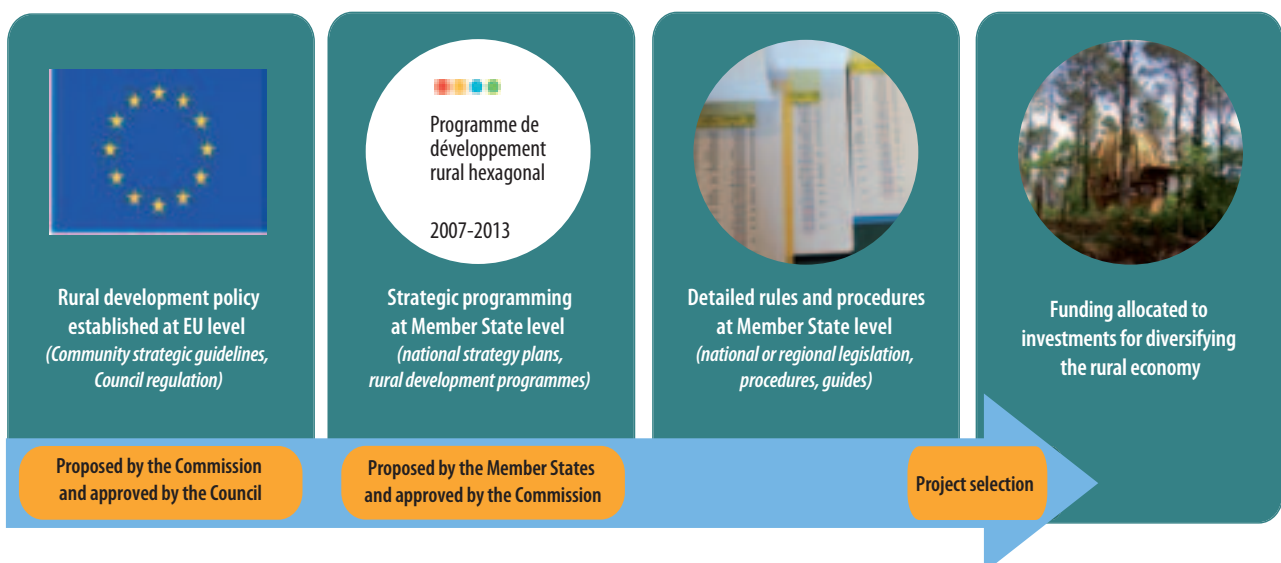 Programme de
développement
rural hexagonal
2007-2013
Rural development policy
established at EU level
(Community strategic guidelines,
Council regulation)
Strategic programming
at Member State level
(national strategy plans,
rural development programmes)
Detailed rules and procedures
at Member State level
(national or regional legislation,
procedures, guides)
Funding allocated to
investments for diversifying
the rural economy
Proposed by the Commission
and approved by the Council
Proposed by the Member States
and approved by the Commission
Project selection